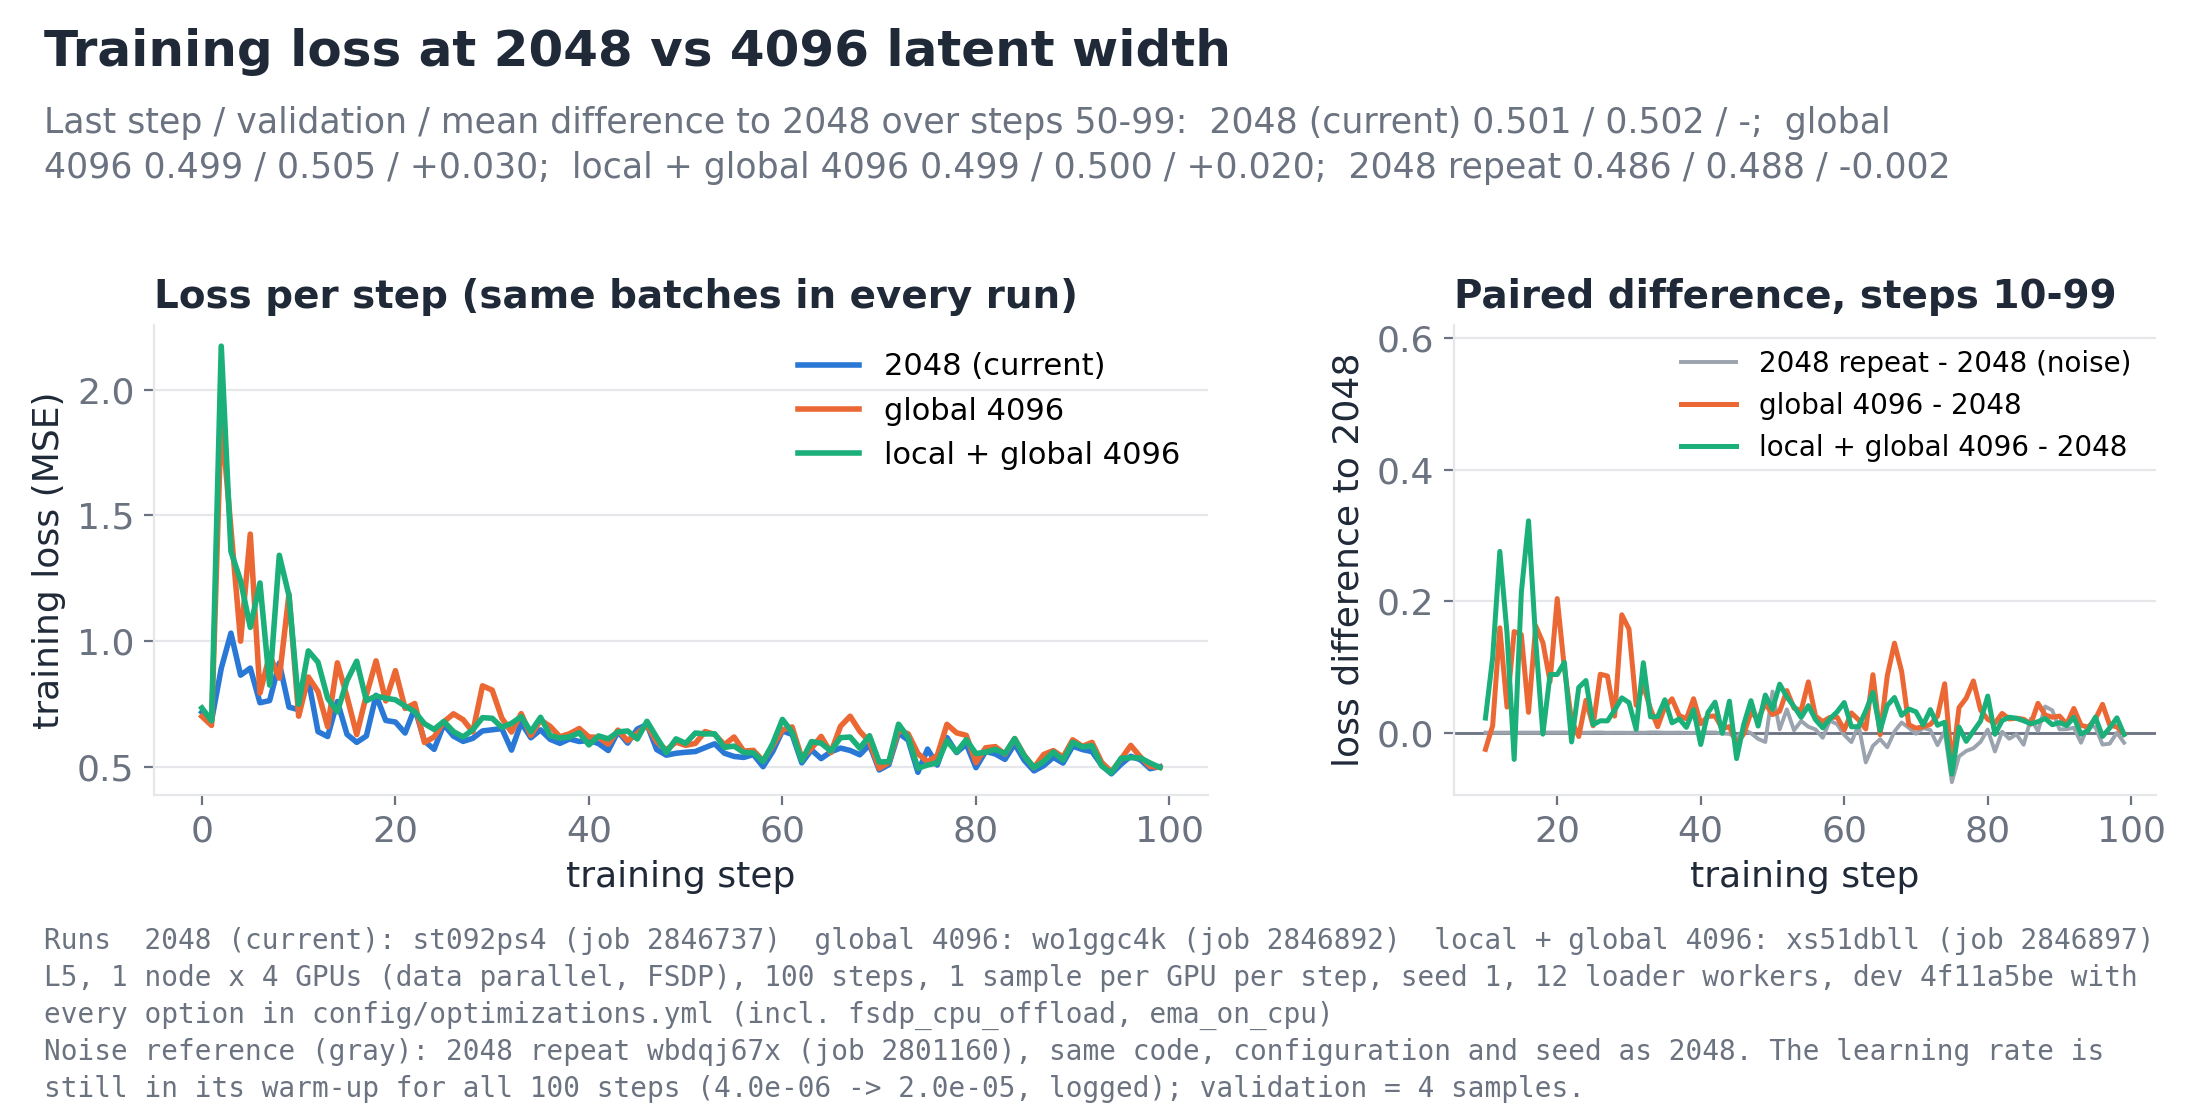 Training loss at 2048 vs 4096 latent width
Last step / validation / mean difference to 2048 over steps 50-99:  2048 (current) 0.501 / 0.502 / -;  global
4096 0.499 / 0.505 / +0.030;  local + global 4096 0.499 / 0.500 / +0.020;  2048 repeat 0.486 / 0.488 / -0.002
Loss per step (same batches in every run)
training loss (MSE)
2.0
1.5
1.0
0.5
2048 (current)
global 4096
local + global 4096
0
20
40
60
80
100
training step
Paired difference, steps 10-99
loss difference to 2048
0.6
0.4
0.2
0.0
2048 repeat - 2048 (noise)
global 4096 - 2048
local + global 4096 - 2048
20
40
60
80
100
training step
Runs  2048 (current): st092ps4 (job 2846737)  global 4096: wo1ggc4k (job 2846892)  local + global 4096: xs51dbll (job 2846897)
L5, 1 node x 4 GPUs (data parallel, FSDP), 100 steps, 1 sample per GPU per step, seed 1, 12 loader workers, dev 4f11a5be with
every option in config/optimizations.yml (incl. fsdp_cpu_offload, ema_on_cpu)
Noise reference (gray): 2048 repeat wbdqj67x (job 2801160), same code, configuration and seed as 2048. The learning rate is
still in its warm-up for all 100 steps (4.0e-06 -> 2.0e-05, logged); validation = 4 samples.